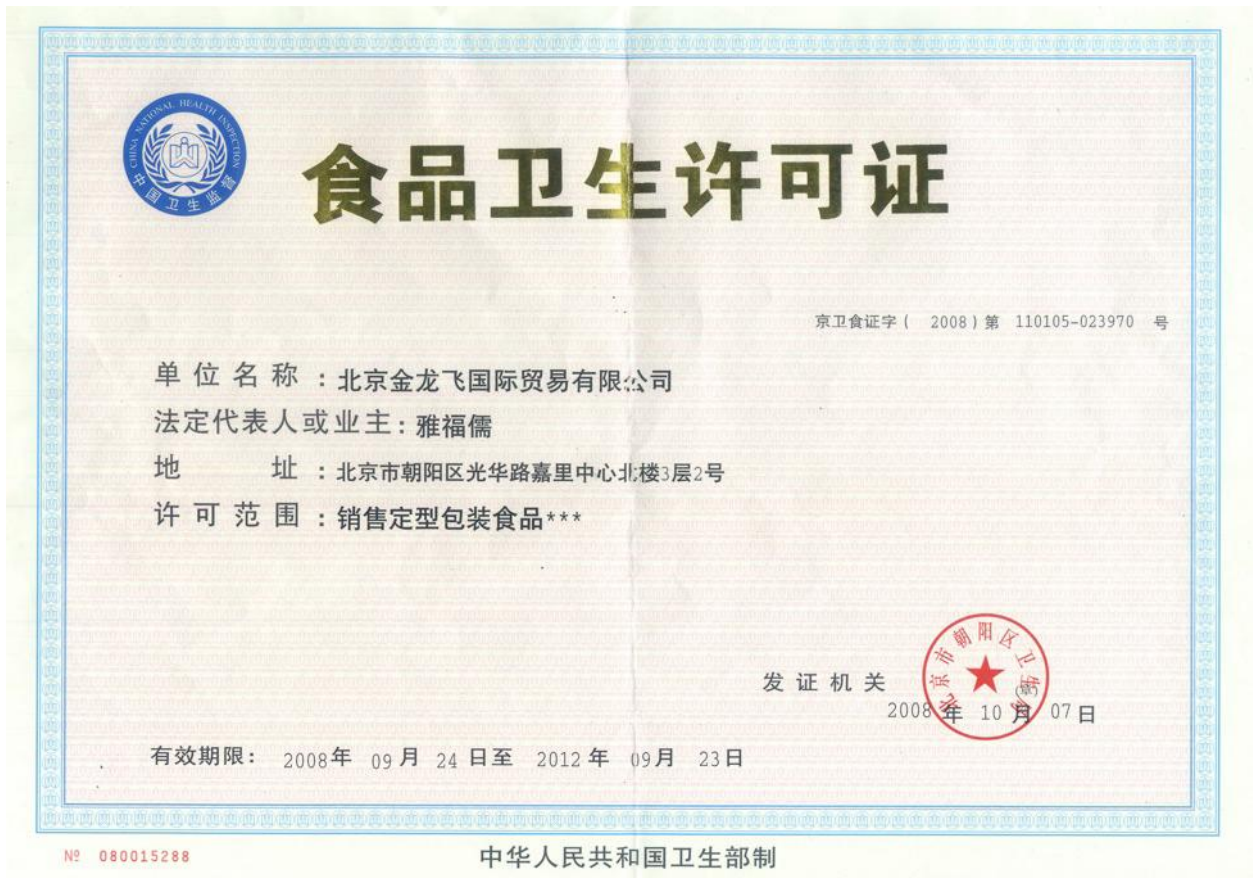 CHINA NATIONAL HEALTH INSPECTION
中国卫生监督
食品卫生许可证
京卫食证字( 2008)第 110105-023970 号
单位名称:北京金龙飞国际贸易有限公司
法定代表人或业主:雅福儒
地 址:北京市朝阳区光华路嘉里中心北楼3层2号
许可范围:销售定型包装食品***
北京市朝阳区卫生局
(3)
发证机关
2008年 10月 07日
有效期限: 2008年 09月 24日至 2012年 09月 23日
№ 080015288
中华人民共和国卫生部制